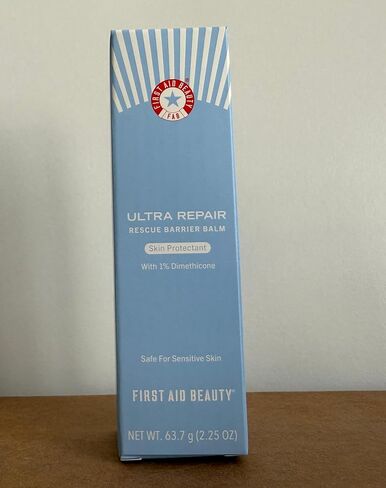 FIRST AID BEAUTY®
FAB
ULTRA REPAIR
RESCUE BARRIER BALM
Skin Protectant
With 1% Dimethicone
Safe For Sensitive Skin
FIRST AID BEAUTY®
NET WT. 63.7 g (2.25 OZ)